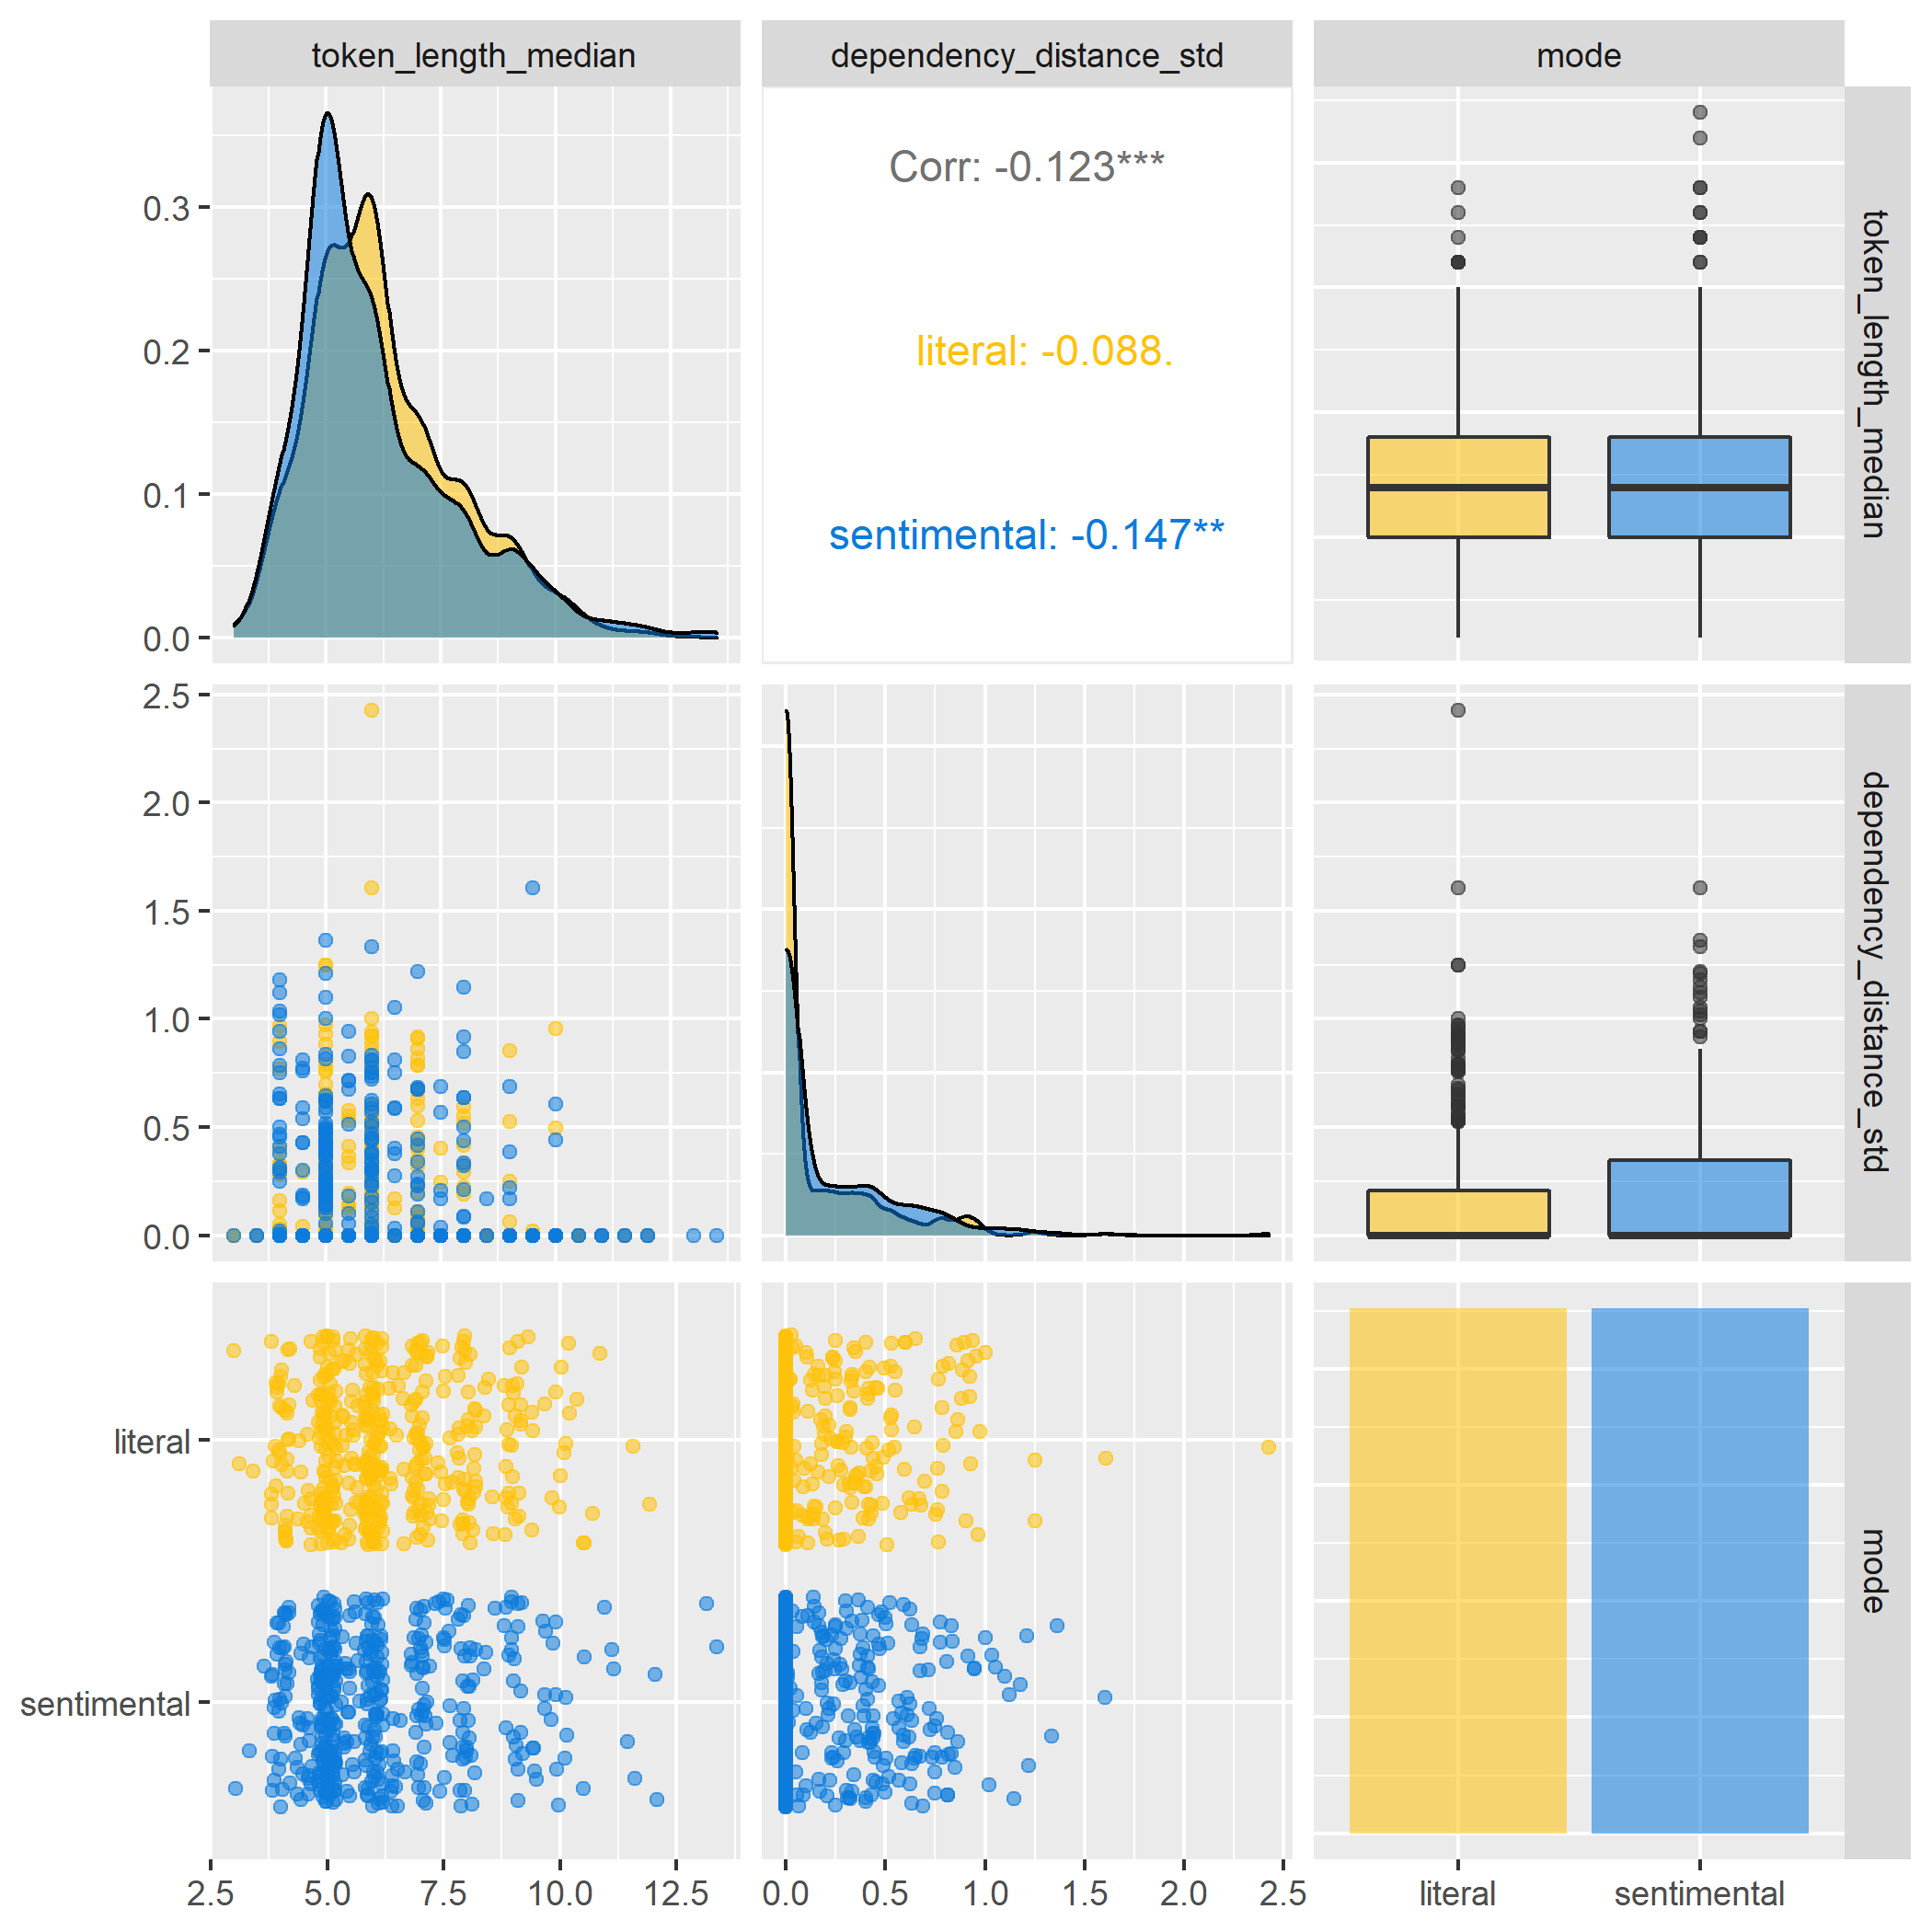 token_length_median
dependency_distance_std
mode
0.3
0.2
0.1
0.0
Corr: -0.123***
literal: -0.088.
sentimental: -0.147**
token_length_median
2.5
2.0
1.5
1.0
0.5
0.0
dependency_distance_std
literal
sentimental
mode
2.5 5.0 7.5 10.0 12.5
0.0 0.5 1.0 1.5 2.0 2.5
literal sentimental